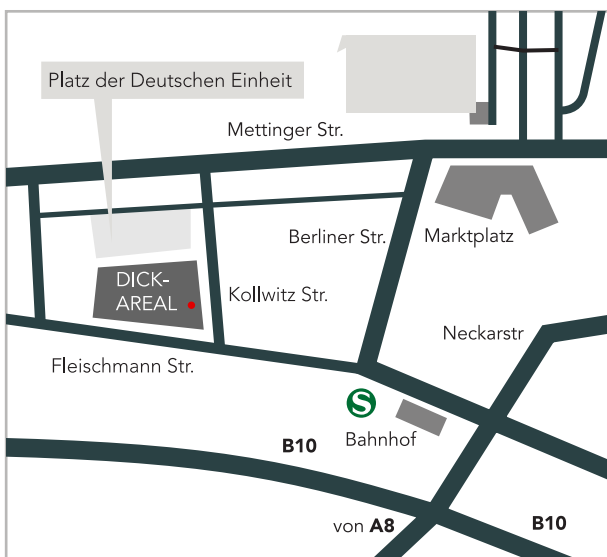 Platz der Deutschen Einheit
Mettinger Str.
Berliner Str.
Marktplatz
DICK-
AREAL
Kollwitz Str.
Neckarstr
Fleischmann Str.
S
Bahnhof
B10
von A8
B10